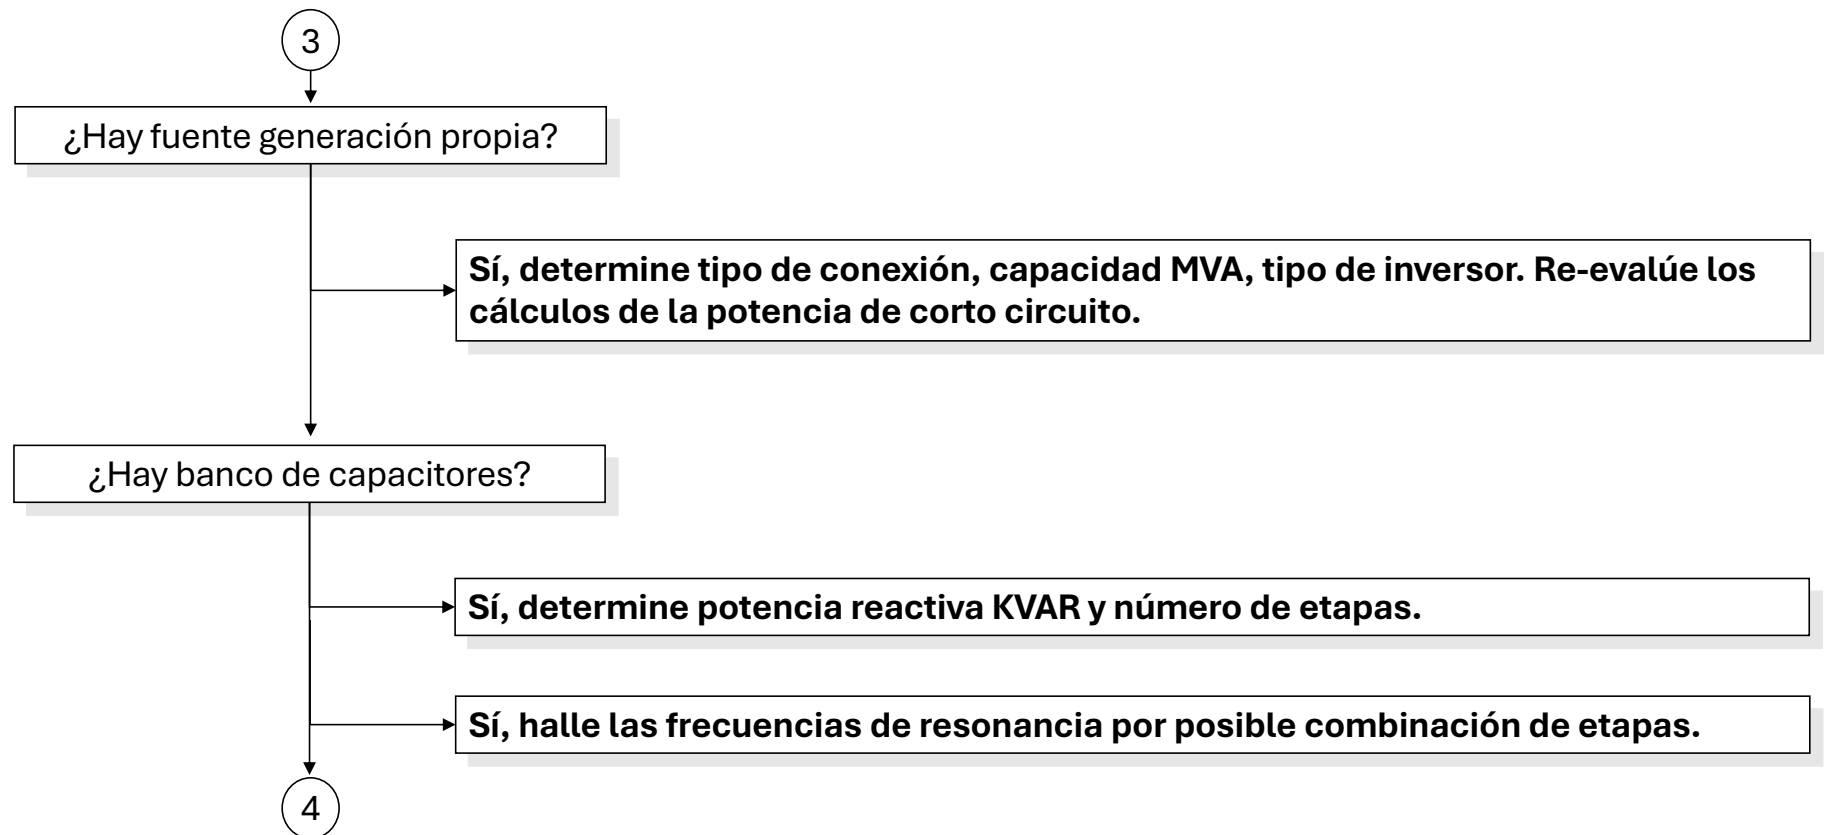 3
¿Hay fuente generación propia?
Sí, determine tipo de conexión, capacidad MVA, tipo de inversor. Re-evalúe los
cálculos de la potencia de corto circuito.
¿Hay banco de capacitores?
Sí, determine potencia reactiva KVAR y número de etapas.
Sí, halle las frecuencias de resonancia por posible combinación de etapas.
4